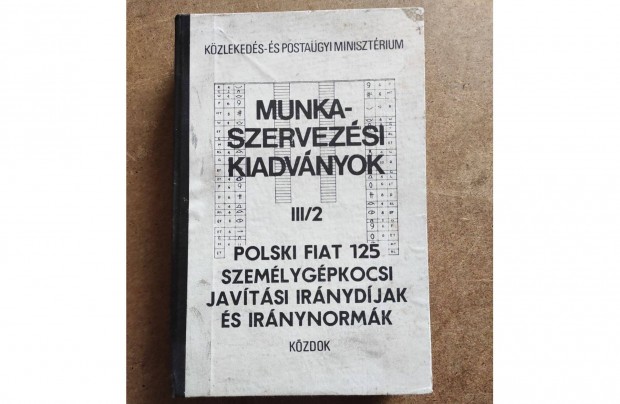 KÖZLEKEDÉS-ÉS POSTAÜGYI MINISZTÉRIUM
MUNKA-
SZERVEZÉSI
KIADVÁNYOK
III/2
POLSKI FIAT 125
SZEMÉLYGÉPKOCSI
JAVÍTÁSI IRÁNYDÍJAK
ÉS IRÁNYNORMÁK
KÖZDOK